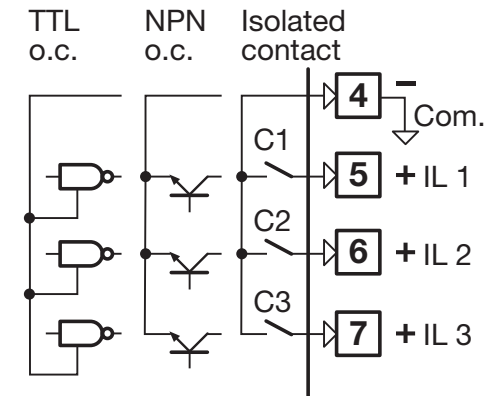 TTL NPN Isolated
o.c. o.c. contact
4 −
Com.
C1
5 + IL 1
C2
6 + IL 2
C3
7 + IL 3